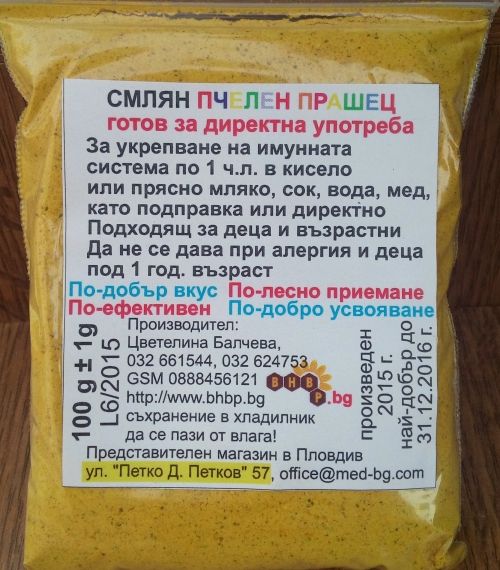 СМЛЯН ПЧЕЛЕН ПРАШЕЦ
готов за директна употреба
За укрепване на имунната
система по 1 ч.л. в кисело
или прясно мляко, сок, вода, мед,
като подправка или директно
Подходящ за деца и възрастни
Да не се дава при алергия и деца
под 1 год. възраст
По-добър вкус По-лесно приемане
По-ефективен По-добро усвояване
100 g ± 1g
L6/2015
Производител:
Цветелина Балчева,
032 661544, 032 624753
GSM 0888456121
http://www.bhbp.bg
съхранение в хладилник
да се пази от влага!
BHBP.bg
произведен
2015 г.
най-добър до
31.12.2016 г.
Представителен магазин в Пловдив
ул. "Петко Д. Петков" 57, office@med-bg.com